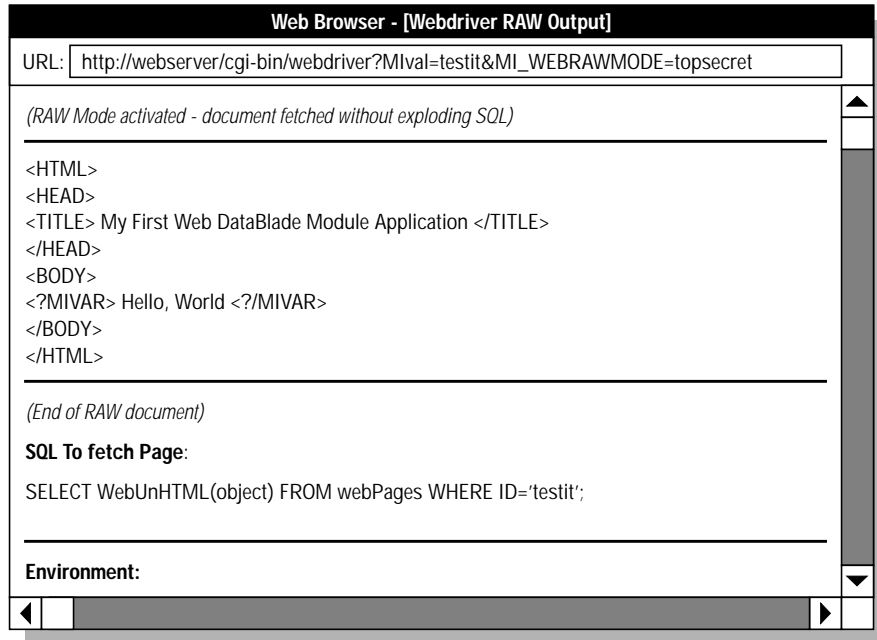 Web Browser - [Webdriver RAW Output]
URL: http://webserver/cgi-bin/webdriver?MIval=testit&MI_WEBRAWMODE=topsecret
(RAW Mode activated - document fetched without exploding SQL)
<HTML>
<HEAD>
<TITLE> My First Web DataBlade Module Application </TITLE>
</HEAD>
<BODY>
<?MIVAR> Hello, World <?/MIVAR>
</BODY>
</HTML>
(End of RAW document)
SQL To fetch Page:
SELECT WebUnHTML(object) FROM webPages WHERE ID='testit';
Environment: